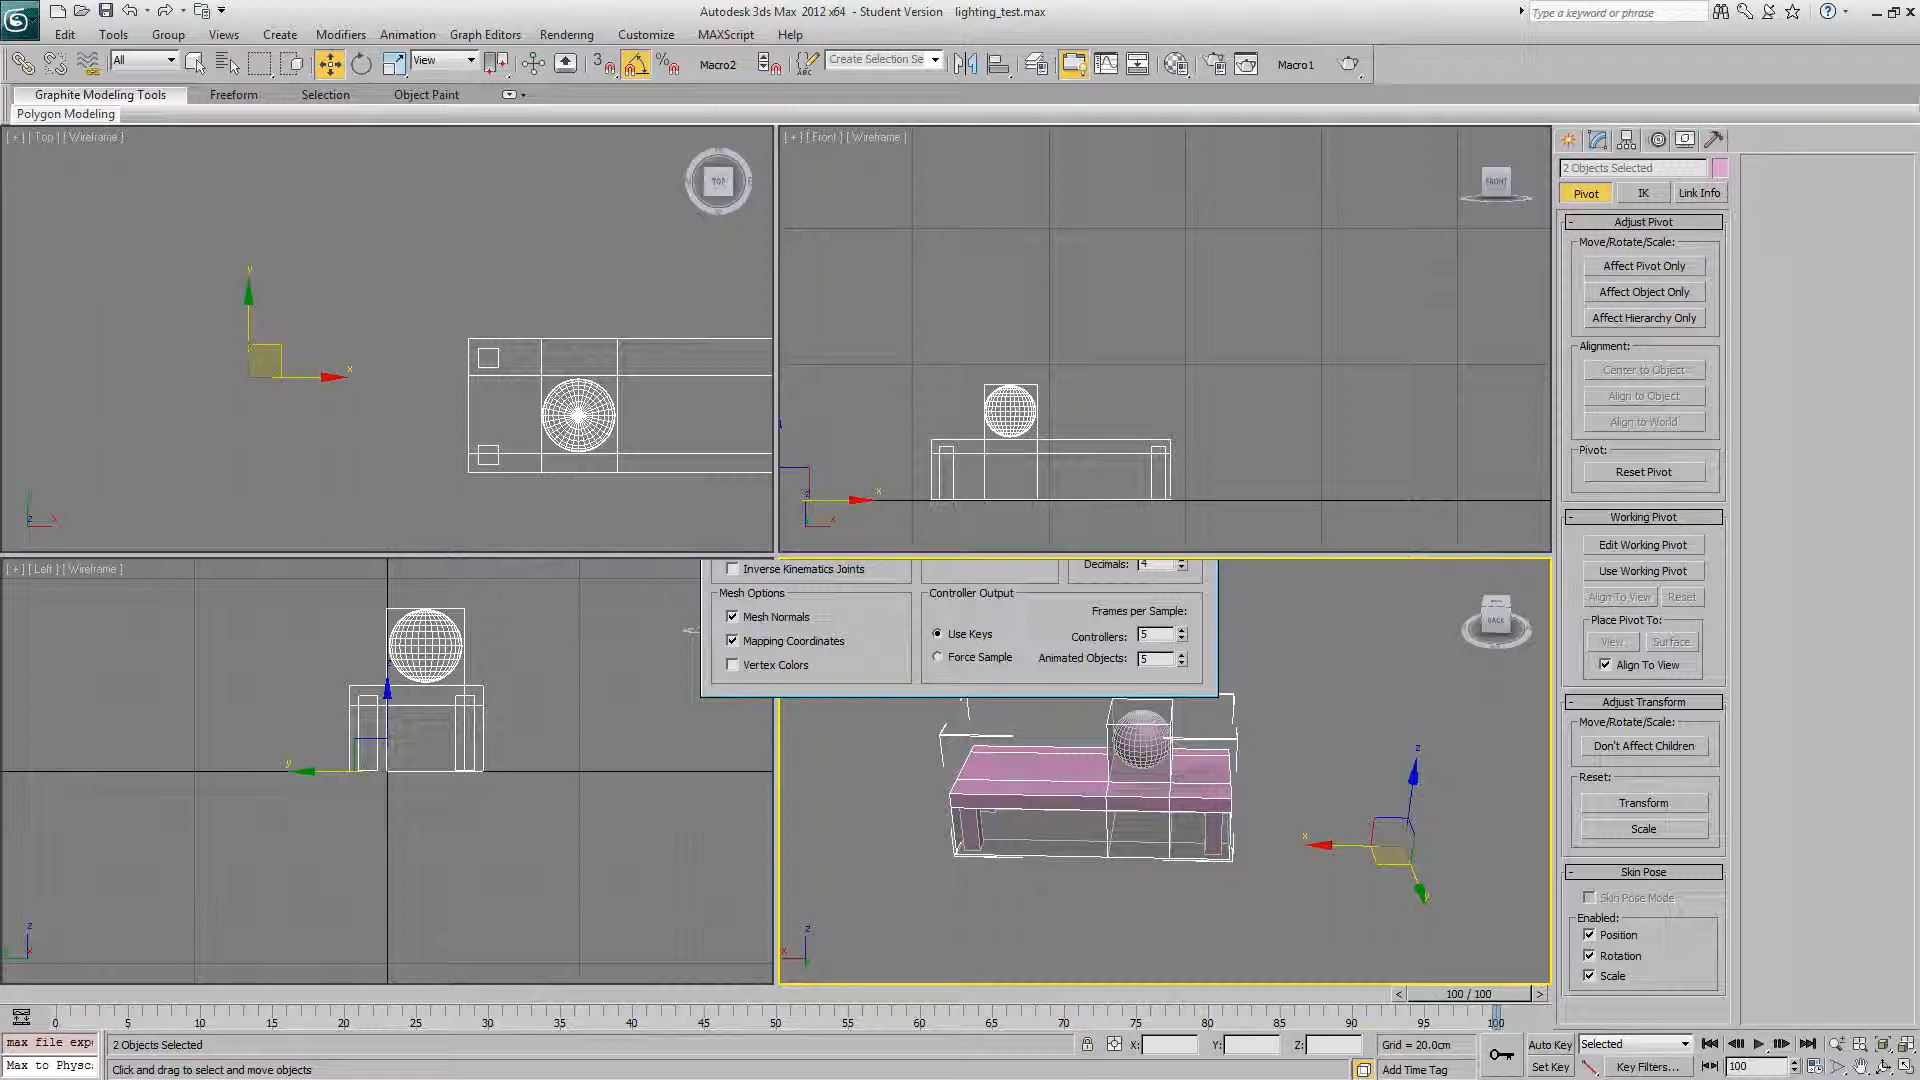 Autodesk 3ds Max 2012 x64 - Student Version lighting_test.max
Type a keyword or phrase
Edit Tools Group Views Create Modifiers Animation Graph Editors Rendering Customize MAXScript Help
All View 3 Macro2 Create Selection Se Macro1
Graphite Modeling Tools Freeform Selection Object Paint
Polygon Modeling
[ + ] [ Top ] [ Wireframe ]
[ + ] [ Front ] [ Wireframe ]
TOP
FRONT
2 Objects Selected
Pivot IK Link Info
Adjust Pivot
Move/Rotate/Scale:
Affect Pivot Only
Affect Object Only
Affect Hierarchy Only
Alignment:
Center to Object
Align to Object
Align to World
Pivot:
Reset Pivot
Working Pivot
Edit Working Pivot
Use Working Pivot
Align To View Reset
Place Pivot To:
View Surface
Align To View
Adjust Transform
Move/Rotate/Scale:
Don't Affect Children
Reset:
Transform
Scale
Skin Pose
Skin Pose Mode
Enabled:
Position
Rotation
Scale
y
x
z x
x
x
[ + ] [ Left ] [ Wireframe ]
y
z
Inverse Kinematics Joints
Decimals: 4
Mesh Options
Mesh Normals
Mapping Coordinates
Vertex Colors
Controller Output
Frames per Sample:
Use Keys
Controllers: 5
Force Sample
Animated Objects: 5
BACK
z
x
y
z
< 100 / 100 >
0 5 10 15 20 25 30 35 40 45 50 55 60 65 70 75 80 85 90 95 100
max file exp
2 Objects Selected
X: Y: Z: Grid = 20.0cm
Auto Key Selected
Max to Physc
Click and drag to select and move objects
Add Time Tag
Set Key Key Filters... 100